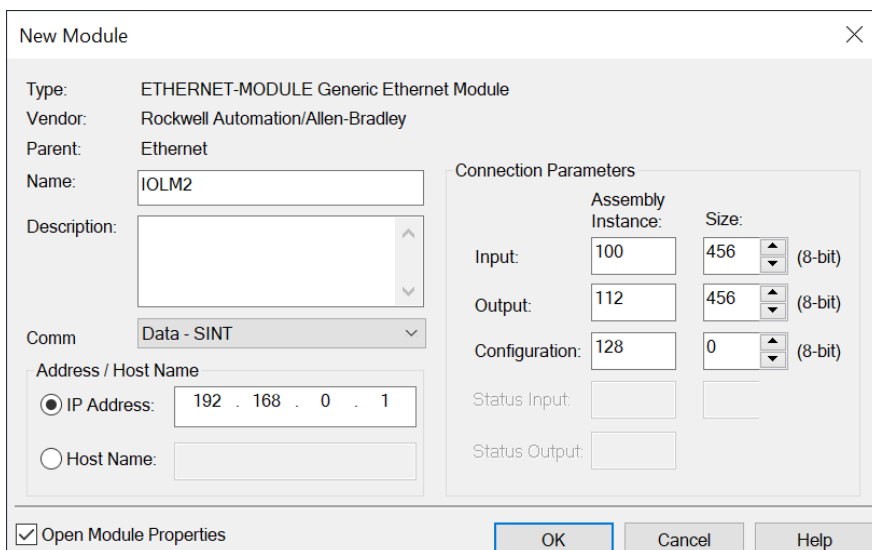 New Module
Type: ETHERNET-MODULE Generic Ethernet Module
Vendor: Rockwell Automation/Allen-Bradley
Parent: Ethernet
Name: IOLM2
Description:
Comm Data - SINT
Address / Host Name
IP Address: 192 . 168 . 0 . 1
Host Name:
Connection Parameters
Assembly
Instance: Size:
Input: 100 456 (8-bit)
Output: 112 456 (8-bit)
Configuration: 128 0 (8-bit)
Status Input:
Status Output:
Open Module Properties
OK Cancel Help